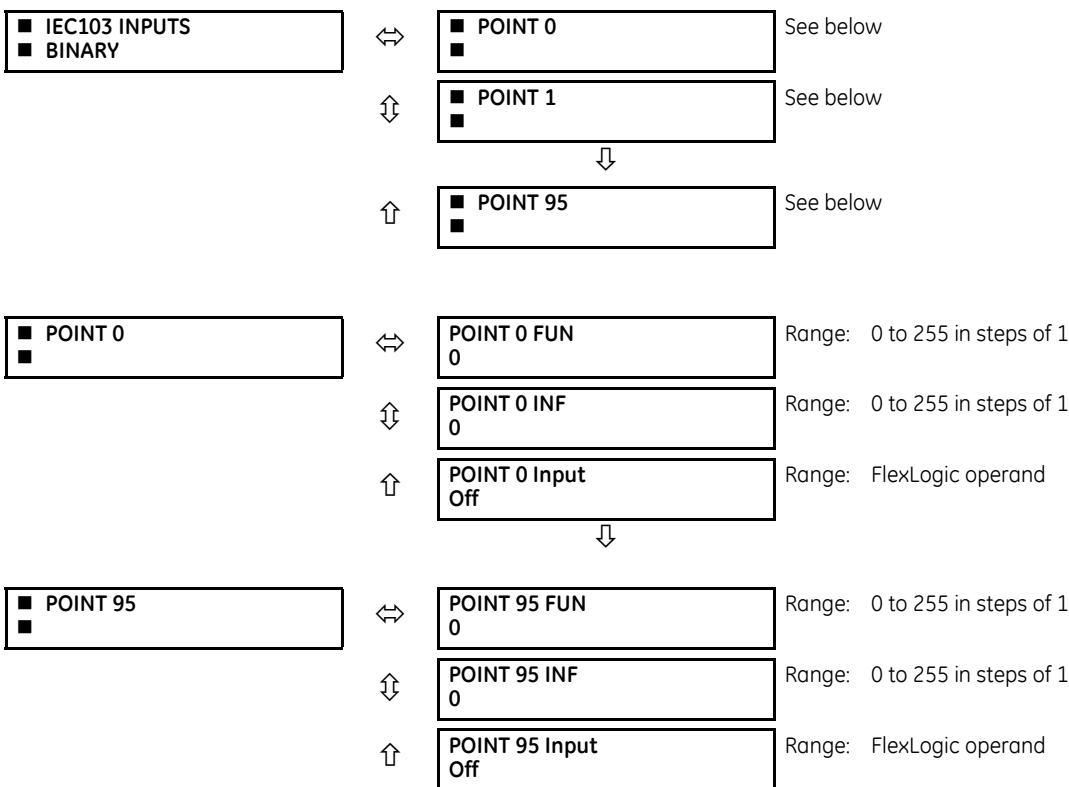 ■ IEC103 INPUTS
■ BINARY
⬄
■ POINT 0
■
See below
⇳
■ POINT 1
■
See below
⇩
⇧
■ POINT 95
■
See below
■ POINT 0
■
⬄
POINT 0 FUN
0
Range: 0 to 255 in steps of 1
⇳
POINT 0 INF
0
Range: 0 to 255 in steps of 1
⇧
POINT 0 Input
Off
Range: FlexLogic operand
⇩
■ POINT 95
■
⬄
POINT 95 FUN
0
Range: 0 to 255 in steps of 1
⇳
POINT 95 INF
0
Range: 0 to 255 in steps of 1
⇧
POINT 95 Input
Off
Range: FlexLogic operand